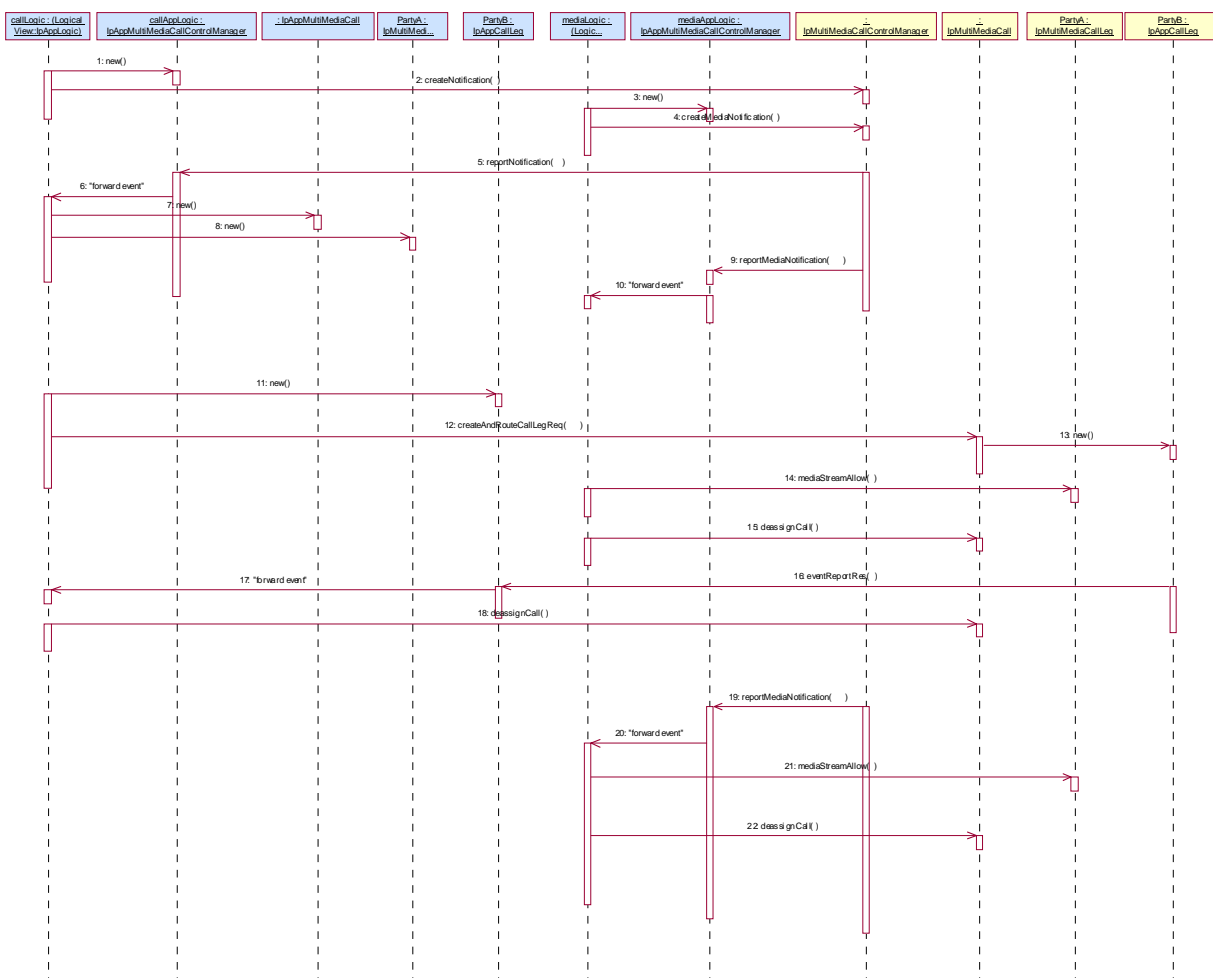 callLogic : (Logical
View::IpAppLogic)
callAppLogic :
IpAppMultiMediaCallControlManager
: IpAppMultiMediaCall
PartyA :
IpMultiMedi...
PartyB :
IpAppCallLeg
mediaLogic :
(Logic...
mediaAppLogic :
IpAppMultiMediaCallControlManager
:
IpMultiMediaCallControlManager
:
IpMultiMediaCall
PartyA :
IpMultiMediaCallLeg
PartyB :
IpAppCallLeg
1: new()
2: createNotification( )
3: new()
4: createMediaNotification( )
5: reportNotification( )
6: "forward event"
7: new()
8: new()
9: reportMediaNotification( )
10: "forward event"
11: new()
12: createAndRouteCallLegReq( )
13: new()
14: mediaStreamAllow( )
15: deassignCall( )
16: eventReportRes( )
17: "forward event"
18: deassignCall( )
19: reportMediaNotification( )
20: "forward event"
21: mediaStreamAllow( )
22: deassignCall( )